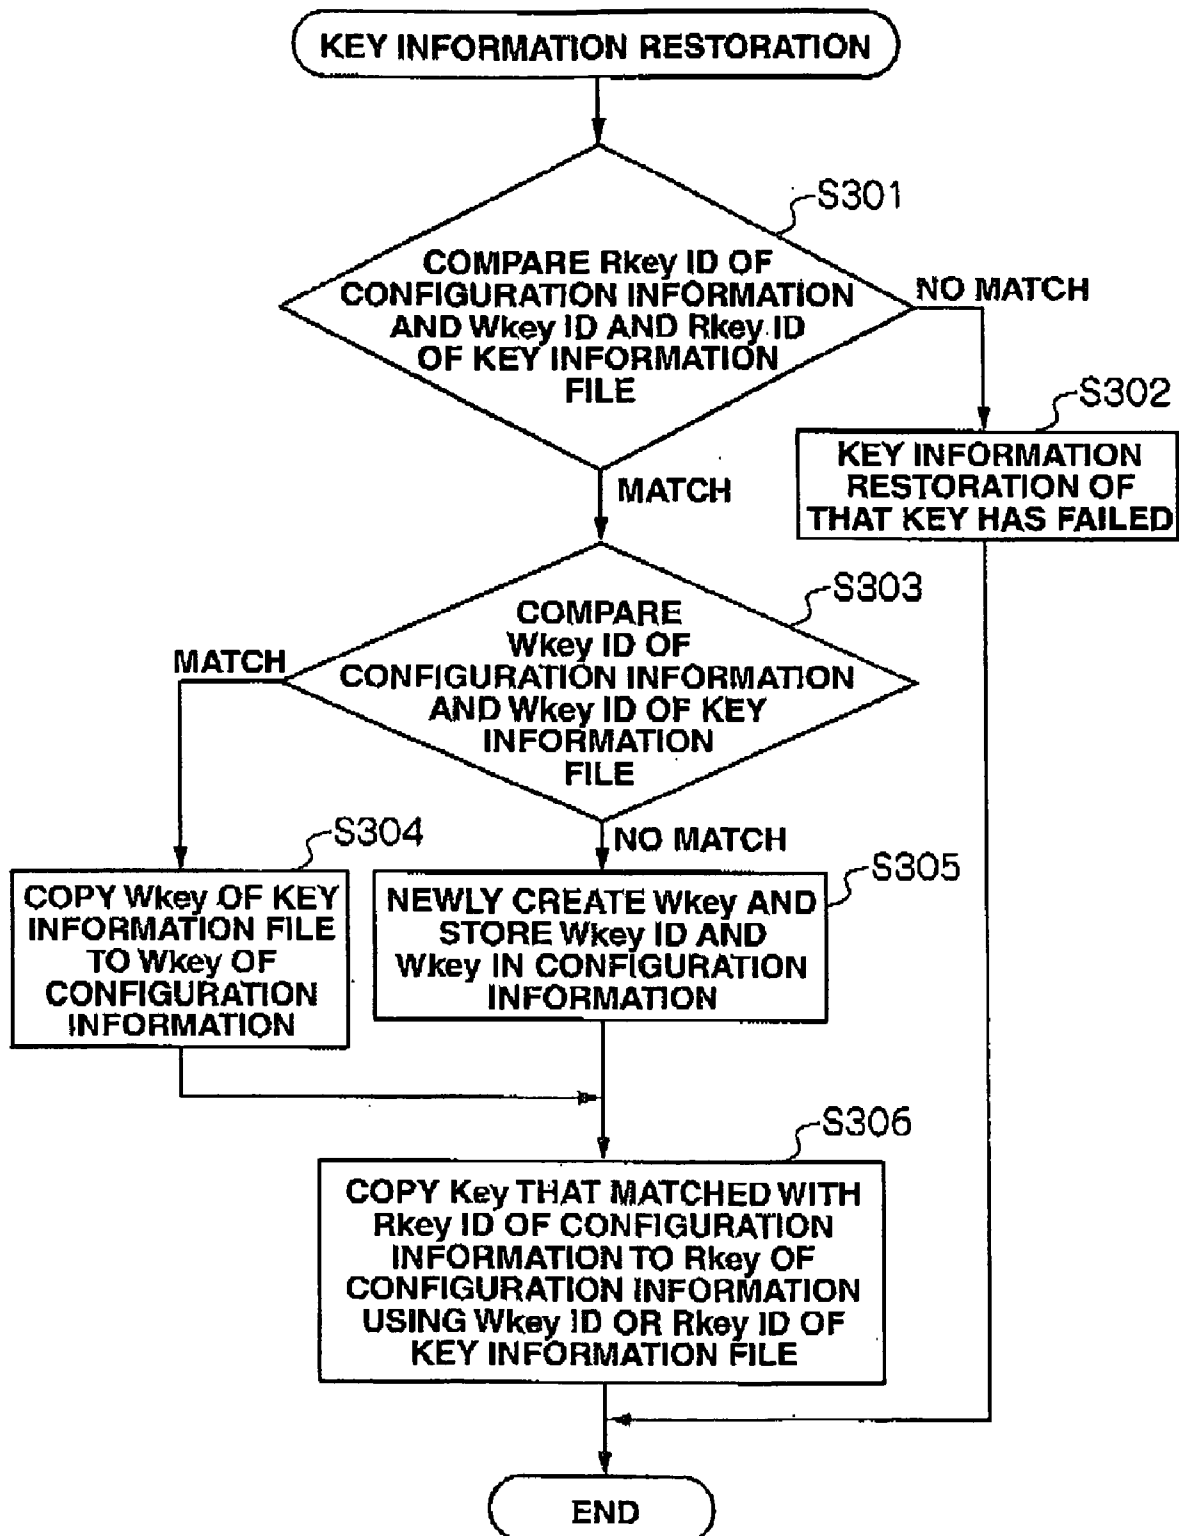 KEY INFORMATION RESTORATION
S301
COMPARE Rkey ID OF
CONFIGURATION INFORMATION
AND Wkey ID AND Rkey ID
OF KEY INFORMATION
FILE
NO MATCH
MATCH
S302
KEY INFORMATION
RESTORATION OF
THAT KEY HAS FAILED
S303
COMPARE
Wkey ID OF
CONFIGURATION INFORMATION
AND Wkey ID OF KEY
INFORMATION
FILE
MATCH
NO MATCH
S304
COPY Wkey OF KEY
INFORMATION FILE
TO Wkey OF
CONFIGURATION
INFORMATION
S305
NEWLY CREATE Wkey AND
STORE Wkey ID AND
Wkey IN CONFIGURATION
INFORMATION
S306
COPY Key THAT MATCHED WITH
Rkey ID OF CONFIGURATION
INFORMATION TO Rkey OF
CONFIGURATION INFORMATION
USING Wkey ID OR Rkey ID OF
KEY INFORMATION FILE
END